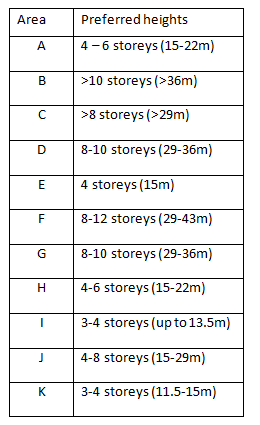 Area Preferred heights
A 4 – 6 storeys (15-22m)
B >10 storeys (>36m)
C >8 storeys (>29m)
D 8-10 storeys (29-36m)
E 4 storeys (15m)
F 8-12 storeys (29-43m)
G 8-10 storeys (29-36m)
H 4-6 storeys (15-22m)
I 3-4 storeys (up to 13.5m)
J 4-8 storeys (15-29m)
K 3-4 storeys (11.5-15m)